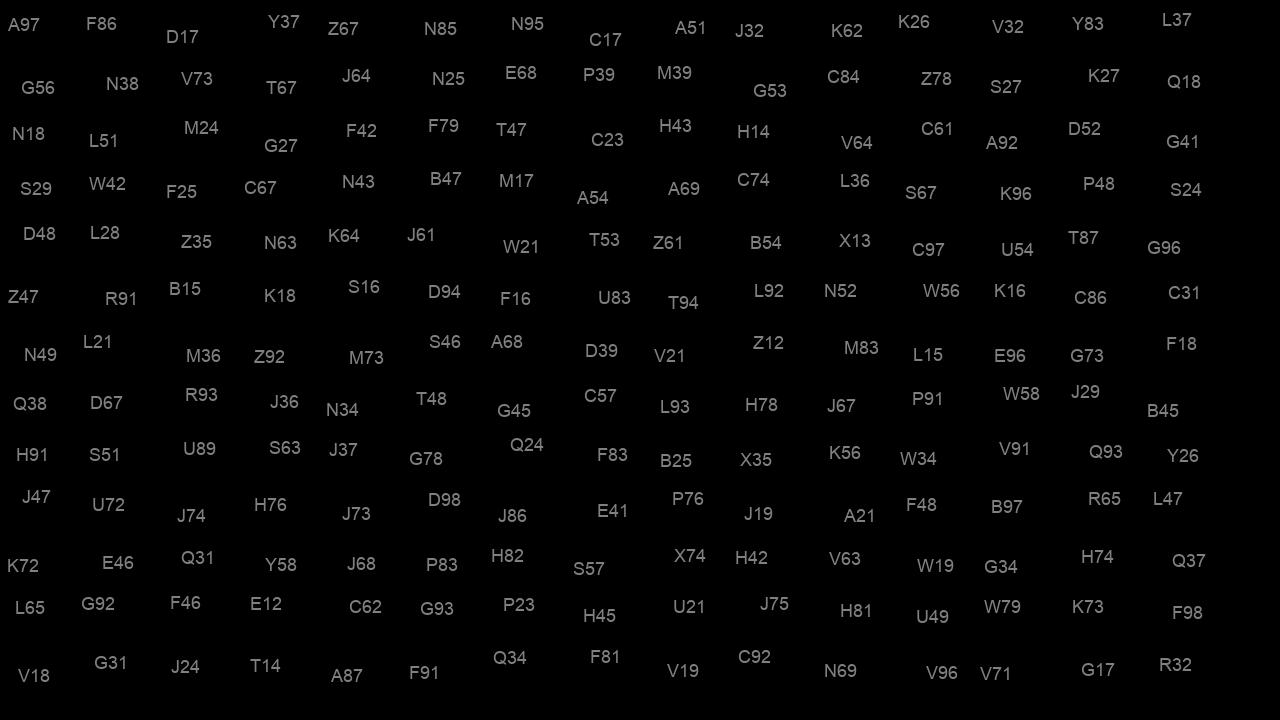 A97 F86 D17 Y37 Z67 N85 N95 C17 A51 J32 K62 K26 V32 Y83 L37
G56 N38 V73 T67 J64 N25 E68 P39 M39 G53 C84 Z78 S27 K27 Q18
N18 L51 M24 G27 F42 F79 T47 C23 H43 H14 V64 C61 A92 D52 G41
S29 W42 F25 C67 N43 B47 M17 A54 A69 C74 L36 S67 K96 P48 S24
D48 L28 Z35 N63 K64 J61 W21 T53 Z61 B54 X13 C97 U54 T87 G96
Z47 R91 B15 K18 S16 D94 F16 U83 T94 L92 N52 W56 K16 C86 C31
N49 L21 M36 Z92 M73 S46 A68 D39 V21 Z12 M83 L15 E96 G73 F18
Q38 D67 R93 J36 N34 T48 G45 C57 L93 H78 J67 P91 W58 J29 B45
H91 S51 U89 S63 J37 G78 Q24 F83 B25 X35 K56 W34 V91 Q93 Y26
J47 U72 J74 H76 J73 D98 J86 E41 P76 J19 A21 F48 B97 R65 L47
K72 E46 Q31 Y58 J68 P83 H82 S57 X74 H42 V63 W19 G34 H74 Q37
L65 G92 F46 E12 C62 G93 P23 H45 U21 J75 H81 U49 W79 K73 F98
V18 G31 J24 T14 A87 F91 Q34 F81 V19 C92 N69 V96 V71 G17 R32